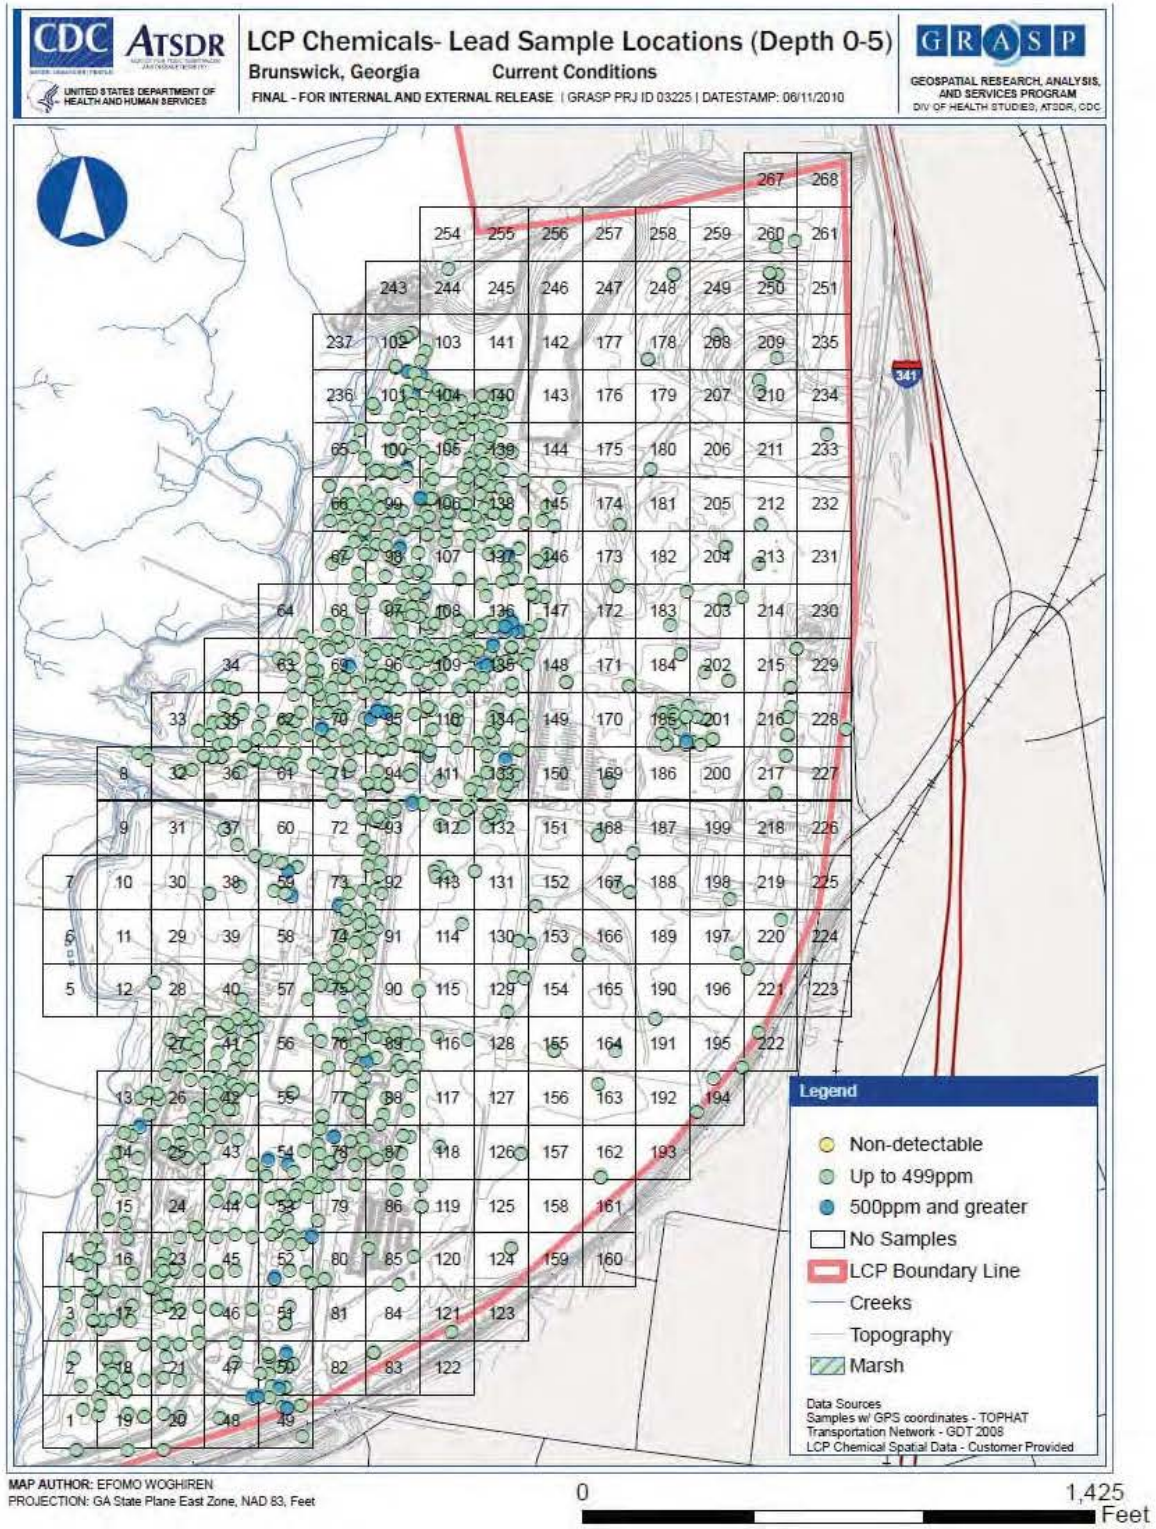 CDC
ATSDR
UNITED STATES DEPARTMENT OF
HEALTH AND HUMAN SERVICES
LCP Chemicals- Lead Sample Locations (Depth 0-5)
Brunswick, Georgia Current Conditions
FINAL - FOR INTERNAL AND EXTERNAL RELEASE | GRASP PRJ ID 03225 | DATESTAMP: 06/11/2010
GRASP
GEOSPATIAL RESEARCH, ANALYSIS,
AND SERVICES PROGRAM
DIV OF HEALTH STUDIES, ATSDR, CDC
267 268
254 255 256 257 258 259 260 261
243 244 245 246 247 248 249 250 251
237 102 103 141 142 177 178 208 209 235
341
236 101 104 140 143 176 179 207 210 234
65 100 105 139 144 175 180 206 211 233
66 99 106 138 145 174 181 205 212 232
67 98 107 137 146 173 182 204 213 231
64 68 97 108 136 147 172 183 203 214 230
34 63 69 96 109 135 148 171 184 202 215 229
33 35 62 70 95 110 134 149 170 185 201 216 228
8 32 36 61 71 94 111 133 150 169 186 200 217 227
9 31 37 60 72 93 112 132 151 168 187 199 218 226
7 10 30 38 59 73 92 113 131 152 167 188 198 219 225
6 11 29 39 58 74 91 114 130 153 166 189 197 220 224
5 12 28 40 57 75 90 115 129 154 165 190 196 221 223
27 41 56 76 89 116 128 155 164 191 195 222
13 26 42 55 77 88 117 127 156 163 192 194
14 25 43 54 78 87 118 126 157 162 193
15 24 44 53 79 86 119 125 158 161
4 16 23 45 52 80 85 120 124 159 160
3 17 22 46 51 81 84 121 123
2 18 21 47 50 82 83 122
1 19 20 48 49
Legend
Non-detectable
Up to 499ppm
500ppm and greater
No Samples
LCP Boundary Line
Creeks
Topography
Marsh
Data Sources
Samples w/ GPS coordinates - TOPHAT
Transportation Network - GDT 2008
LCP Chemical Spatial Data - Customer Provided
MAP AUTHOR: EFOMO WOGHIREN
PROJECTION: GA State Plane East Zone, NAD 83, Feet
0 1,425
Feet